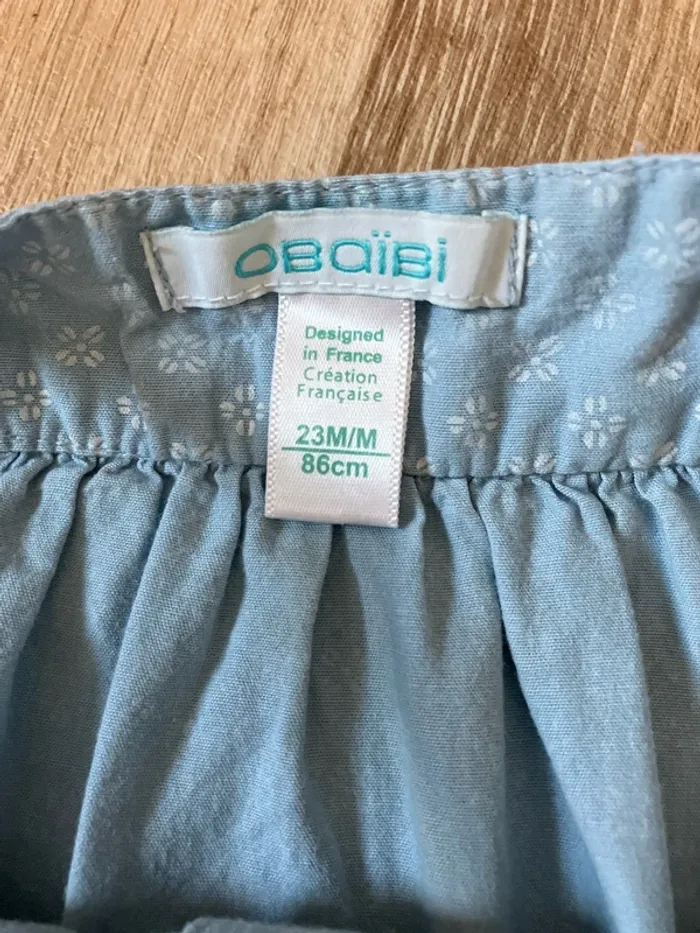 OBaïBi
Designed
in France
Création
Française
23M/M
86cm